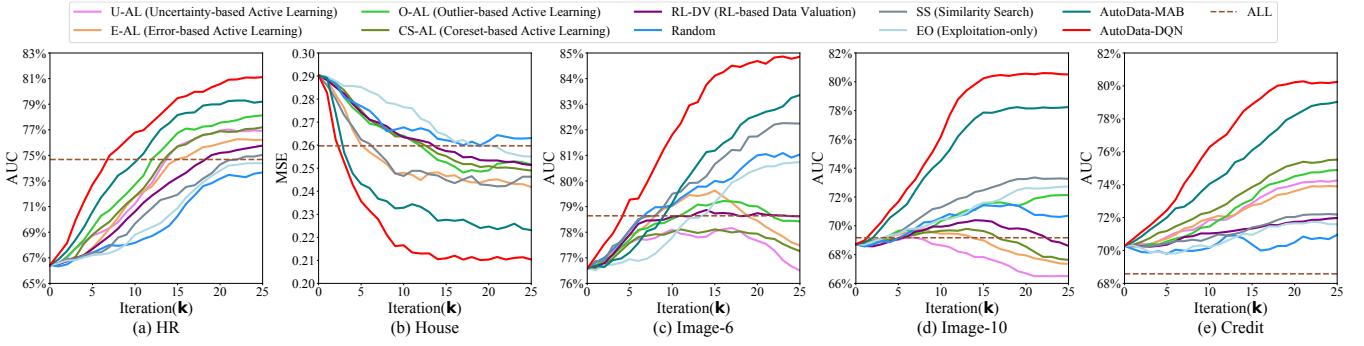 U-AL (Uncertainty-based Active Learning) O-AL (Outlier-based Active Learning) RL-DV (RL-based Data Valuation) SS (Similarity Search) AutoData-MAB ALL
E-AL (Error-based Active Learning) CS-AL (Coreset-based Active Learning) Random EO (Exploitation-only) AutoData-DQN
83%
81%
79%
77%
75%
73%
71%
69%
67%
65%
AUC
0 5 10 15 20 25
Iteration(k)
(a) HR
0.30
0.29
0.28
0.27
0.26
0.25
0.24
0.23
0.22
0.21
0.20
MSE
0 5 10 15 20 25
Iteration(k)
(b) House
85%
84%
83%
82%
81%
80%
79%
78%
77%
76%
AUC
0 5 10 15 20 25
Iteration(k)
(c) Image-6
82%
80%
78%
76%
74%
72%
70%
68%
66%
AUC
0 5 10 15 20 25
Iteration(k)
(d) Image-10
82%
80%
78%
76%
74%
72%
70%
68%
AUC
0 5 10 15 20 25
Iteration(k)
(e) Credit